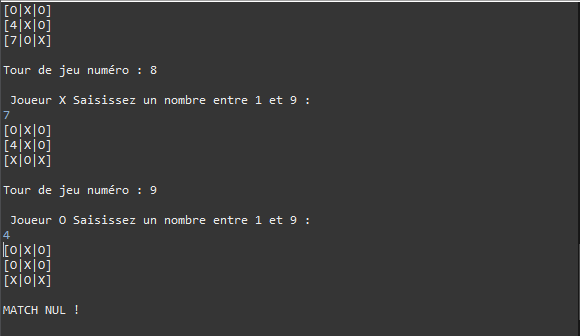 [O|X|O]
[4|X|O]
[7|O|X]
Tour de jeu numéro : 8
Joueur X Saisissez un nombre entre 1 et 9 :
7
[O|X|O]
[4|X|O]
[X|O|X]
Tour de jeu numéro : 9
Joueur O Saisissez un nombre entre 1 et 9 :
4
[O|X|O]
[O|X|O]
[X|O|X]
MATCH NUL !